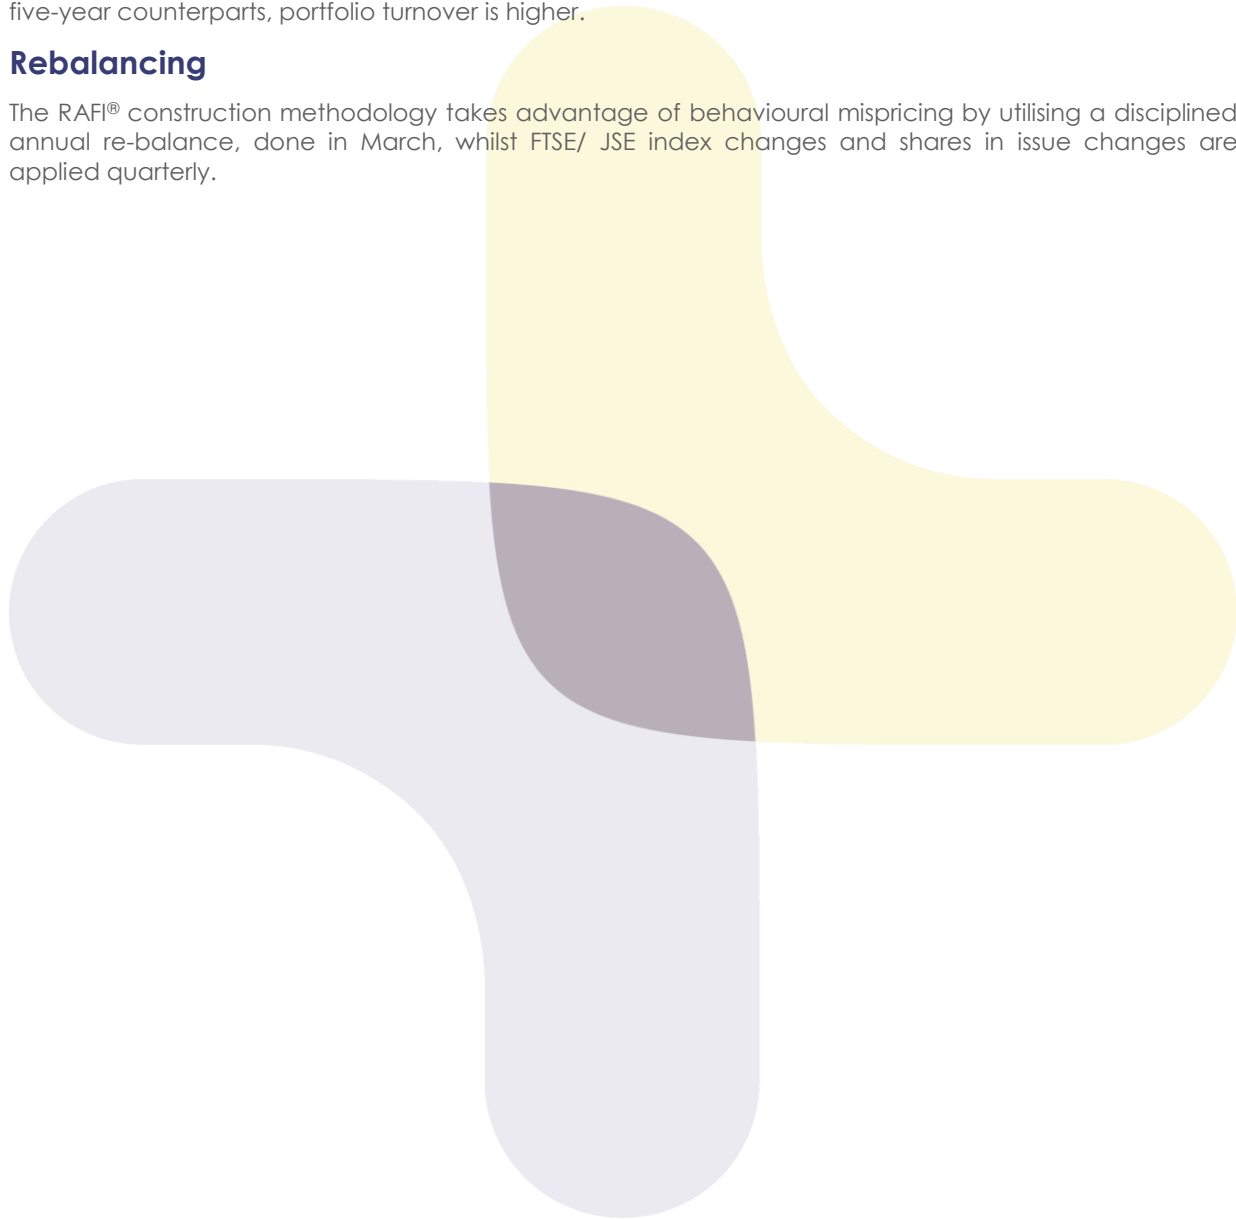 five-year counterparts, portfolio turnover is higher.
Rebalancing
The RAFI® construction methodology takes advantage of behavioural mispricing by utilising a disciplined
annual re-balance, done in March, whilst FTSE/ JSE index changes and shares in issue changes are
applied quarterly.